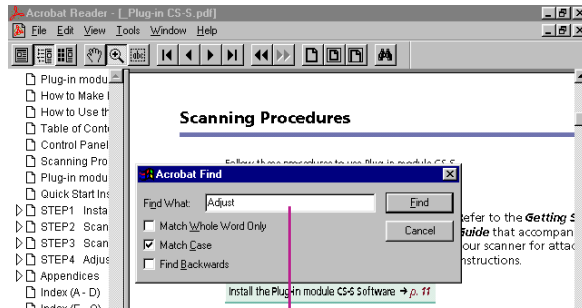 Acrobat Reader - [_Plug-in CS-S.pdf]
File Edit View Tools Window Help
Plug-in modu
How to Make
How to Use th
Table of Conte
Control Panel
Scanning Pro
Plug-in modu
Quick Start Ins
STEP1 Insta
STEP2 Scan
STEP3 Scan
STEP4 Adjus
Appendices
Index (A - D)
Index (E - O)
Scanning Procedures
Follow these procedures to use Plug-in module CS-S
Acrobat Find
Find What: Adjust
Find
Match Whole Word Only
Cancel
Match Case
Find Backwards
efer to the Getting S
Guide that accompan
our scanner for attac
nstructions.
Install the Plug-in module CS-S Software → p. 11